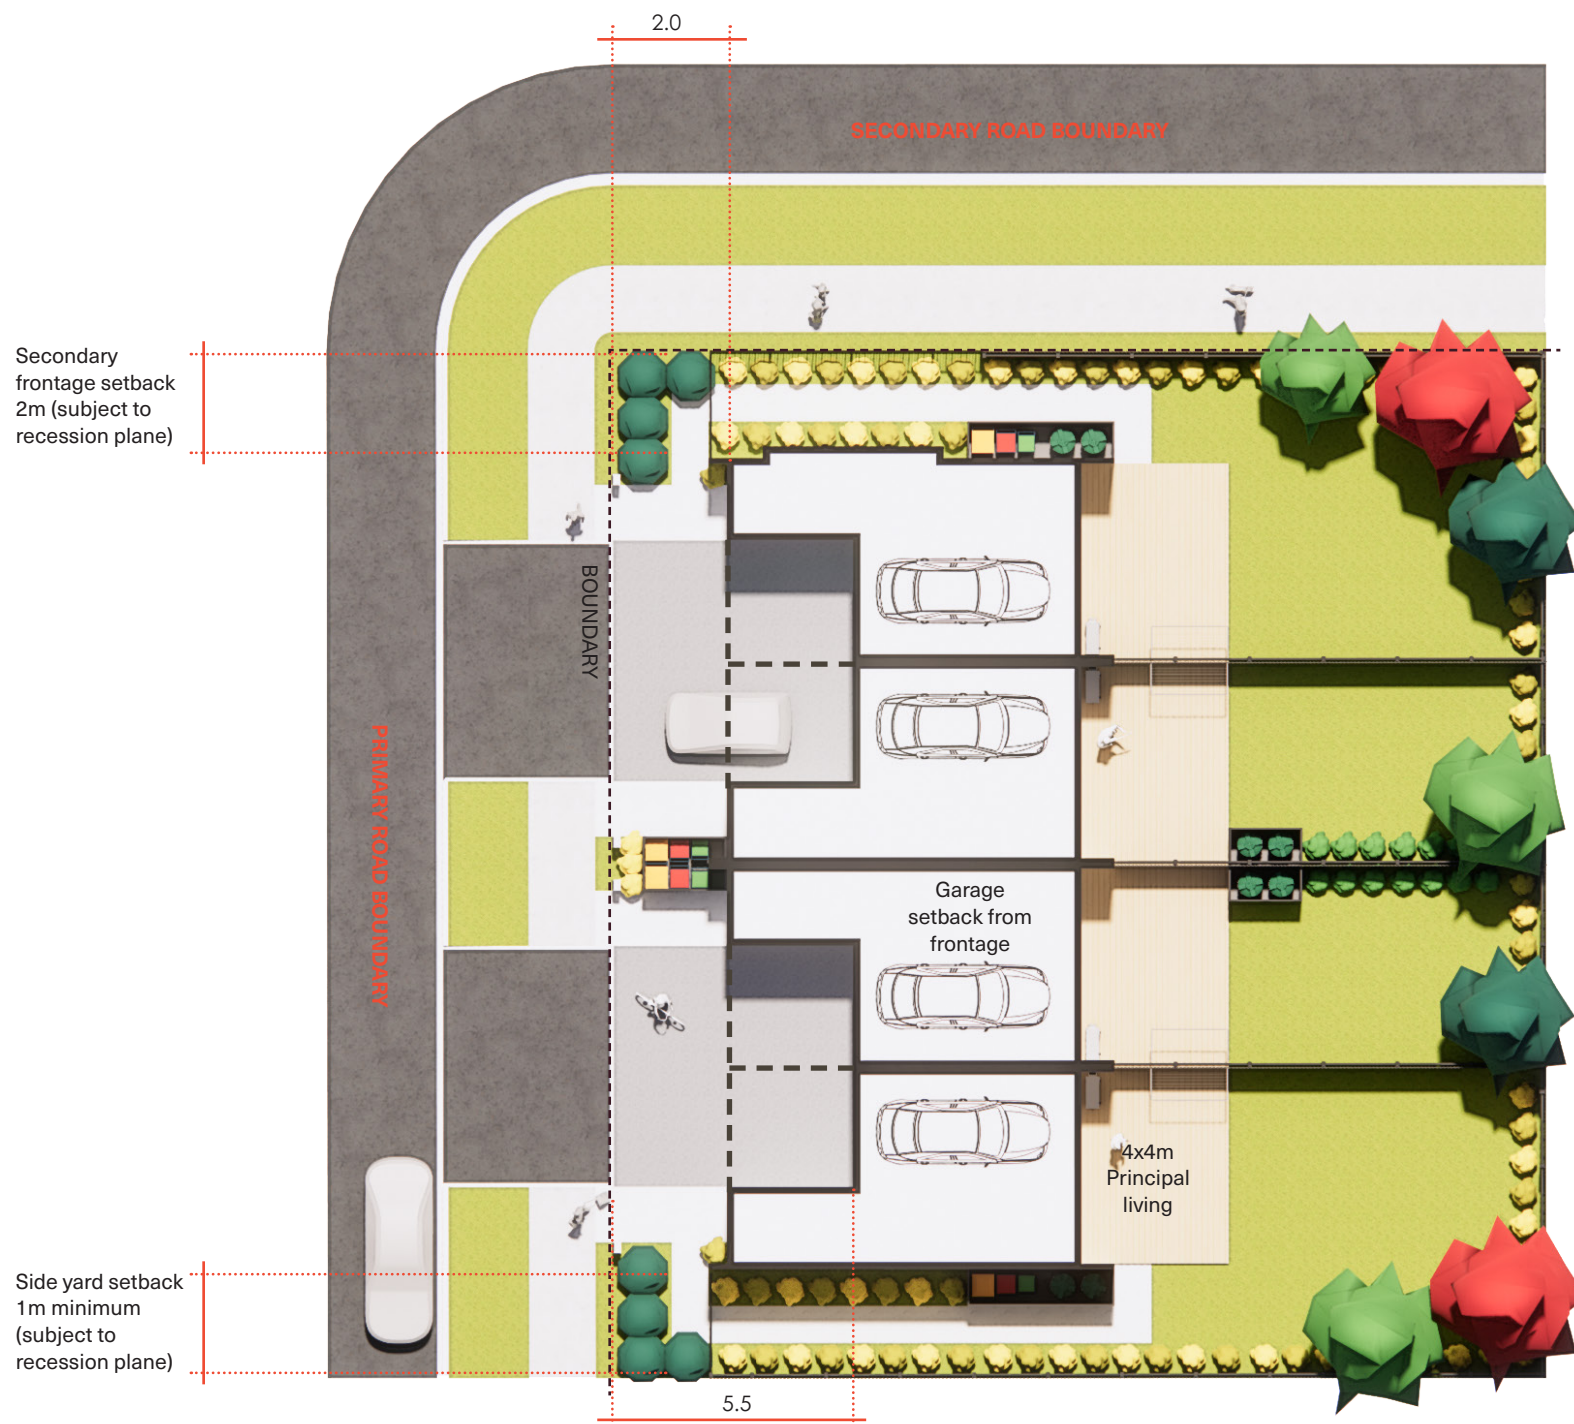 2.0
SECONDARY ROAD BOUNDARY
Secondary
frontage setback
2m (subject to
recession plane)
BOUNDARY
PRIMARY ROAD BOUNDARY
Garage
setback from
frontage
4x4m
Principal
living
Side yard setback
1m minimum
(subject to
recession plane)
5.5